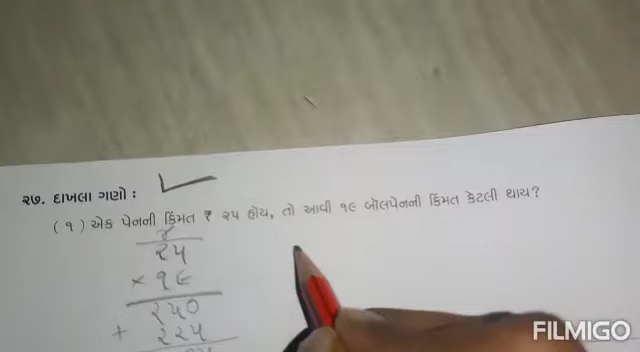 ૨૭. દાખલા ગણો :
(૧) એક પેનની કિંમત ₹ ૨૫ હોય, તો આવી ૧૯ બૉલપેનની કિંમત કેટલી થાય?
૪
૨૫
× ૧૯
૨૫૦
+ ૨૨૫
FILMIGO